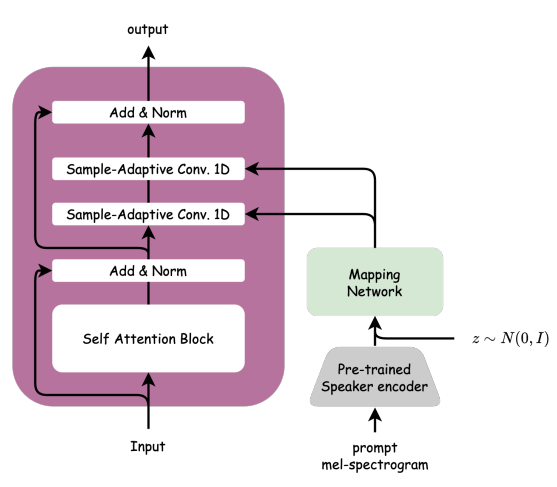 output
Add & Norm
Sample-Adaptive Conv. 1D
Sample-Adaptive Conv. 1D
Add & Norm
Self Attention Block
Input
Mapping
Network
z ∼ N(0, I)
Pre-trained
Speaker encoder
prompt
mel-spectrogram